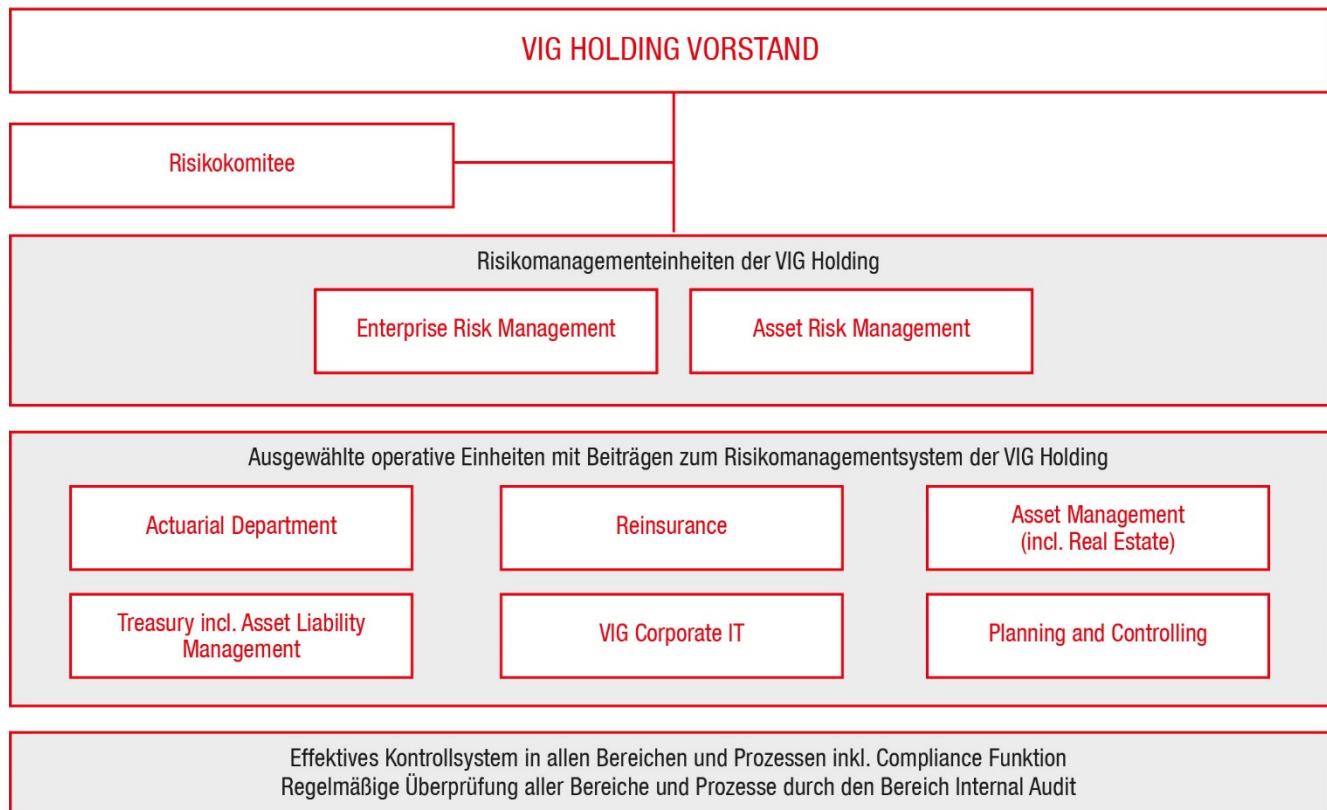 VIG HOLDING VORSTAND
Risikokomitee
Risikomanagementeinheiten der VIG Holding
Enterprise Risk Management
Asset Risk Management
Ausgewählte operative Einheiten mit Beiträgen zum Risikomanagementsystem der VIG Holding
Actuarial Department
Reinsurance
Asset Management
(incl. Real Estate)
Treasury incl. Asset Liability
Management
VIG Corporate IT
Planning and Controlling
Effektives Kontrollsystem in allen Bereichen und Prozessen inkl. Compliance Funktion
Regelmäßige Überprüfung aller Bereiche und Prozesse durch den Bereich Internal Audit